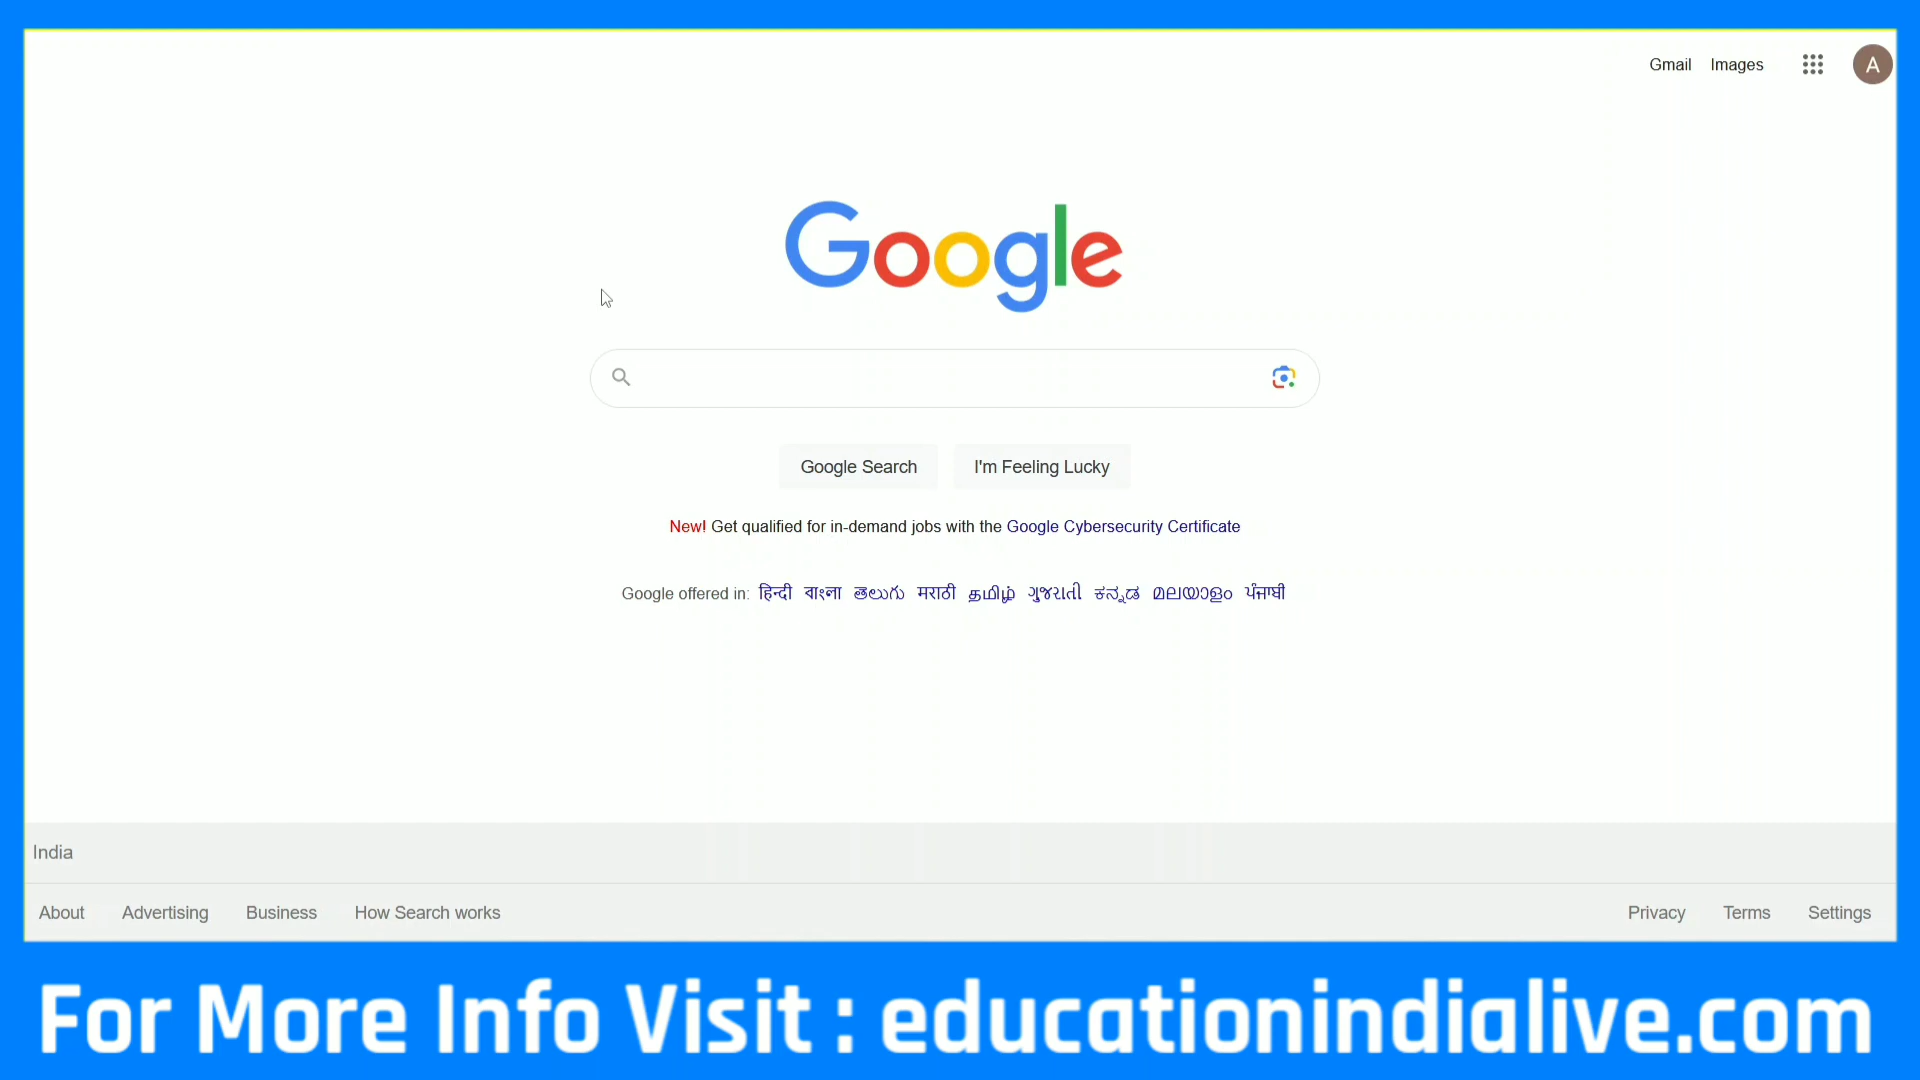 Gmail Images A
Google
Google Search I'm Feeling Lucky
New! Get qualified for in-demand jobs with the Google Cybersecurity Certificate
Google offered in: हिन्दी বাংলা తెలుగు मराठी தமிழ் ગુજરાતી ಕನ್ನಡ മലയാളം ਪੰਜਾਬੀ
India
About Advertising Business How Search works Privacy Terms Settings
For More Info Visit : educationindialive.com